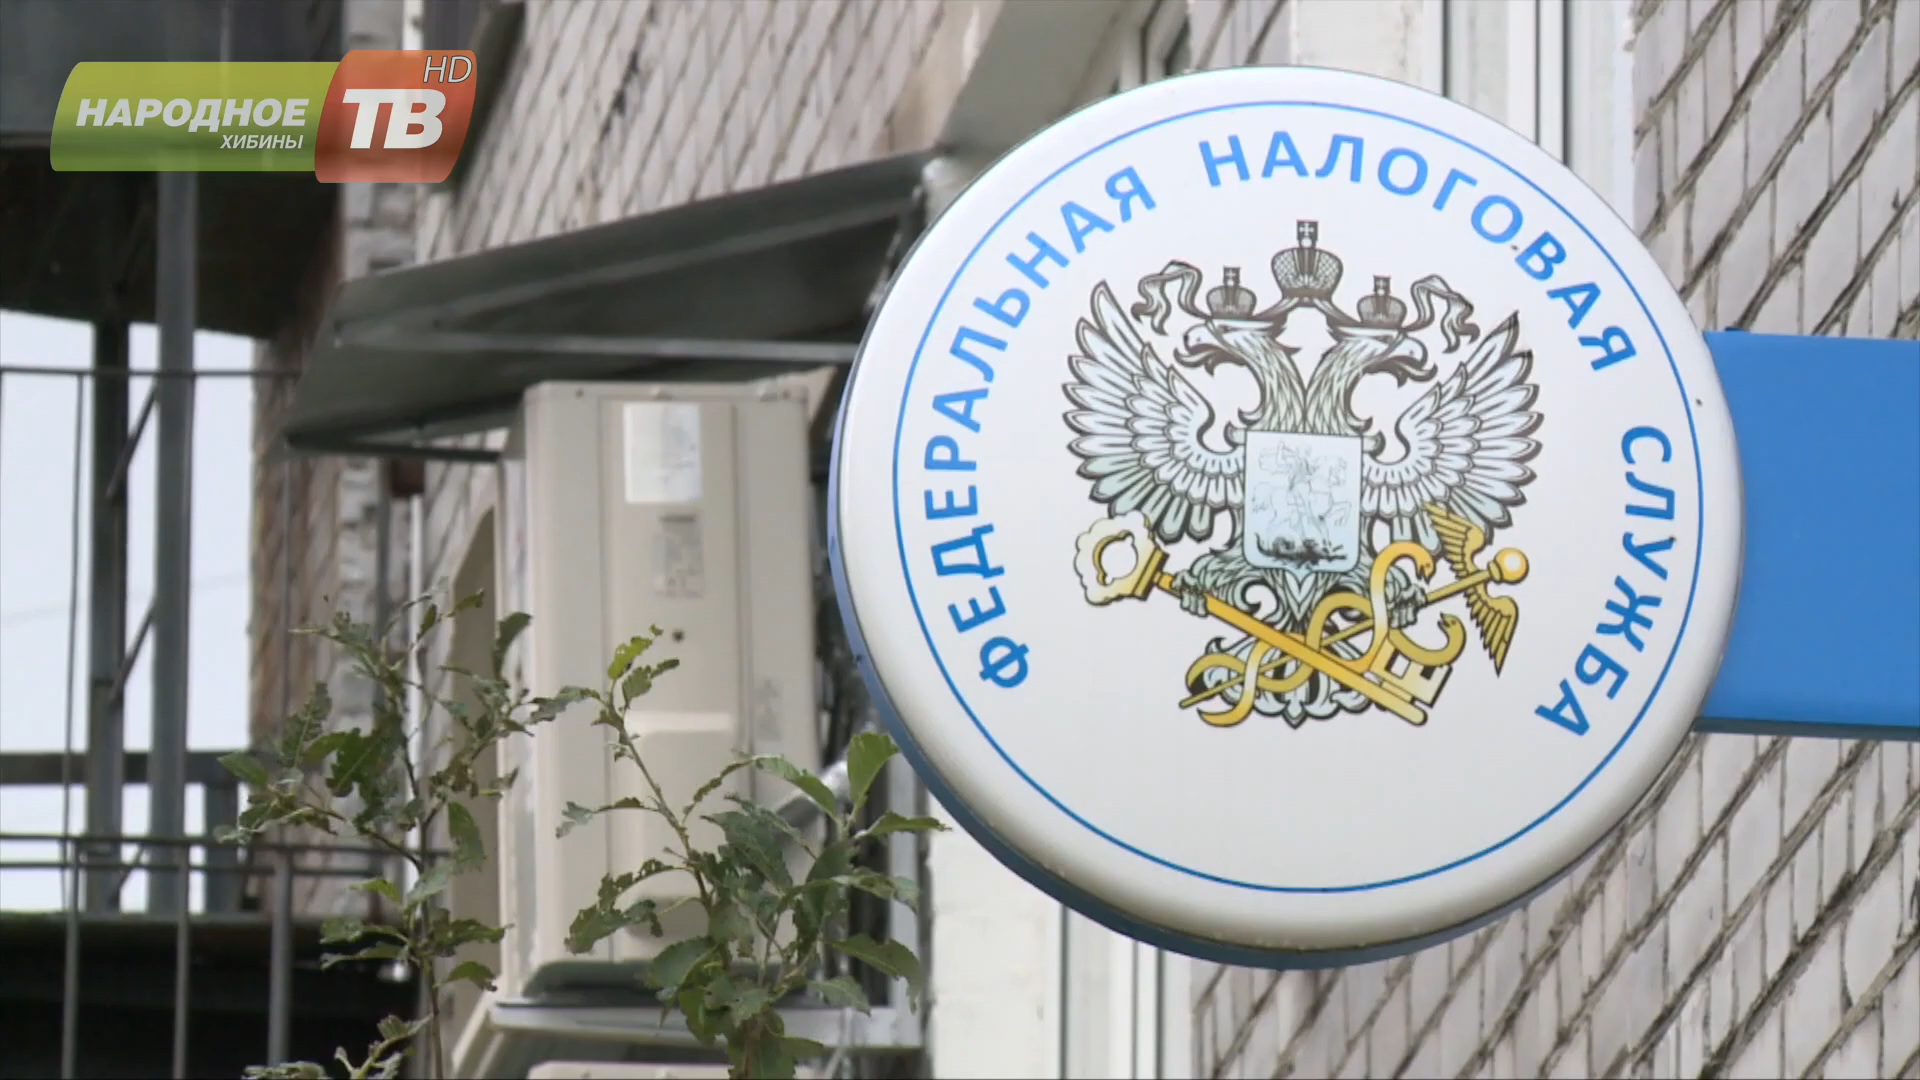 НАРОДНОЕ
ХИБИНЫ
ТВ
HD
ФЕДЕРАЛЬНАЯ НАЛОГОВАЯ СЛУЖБА